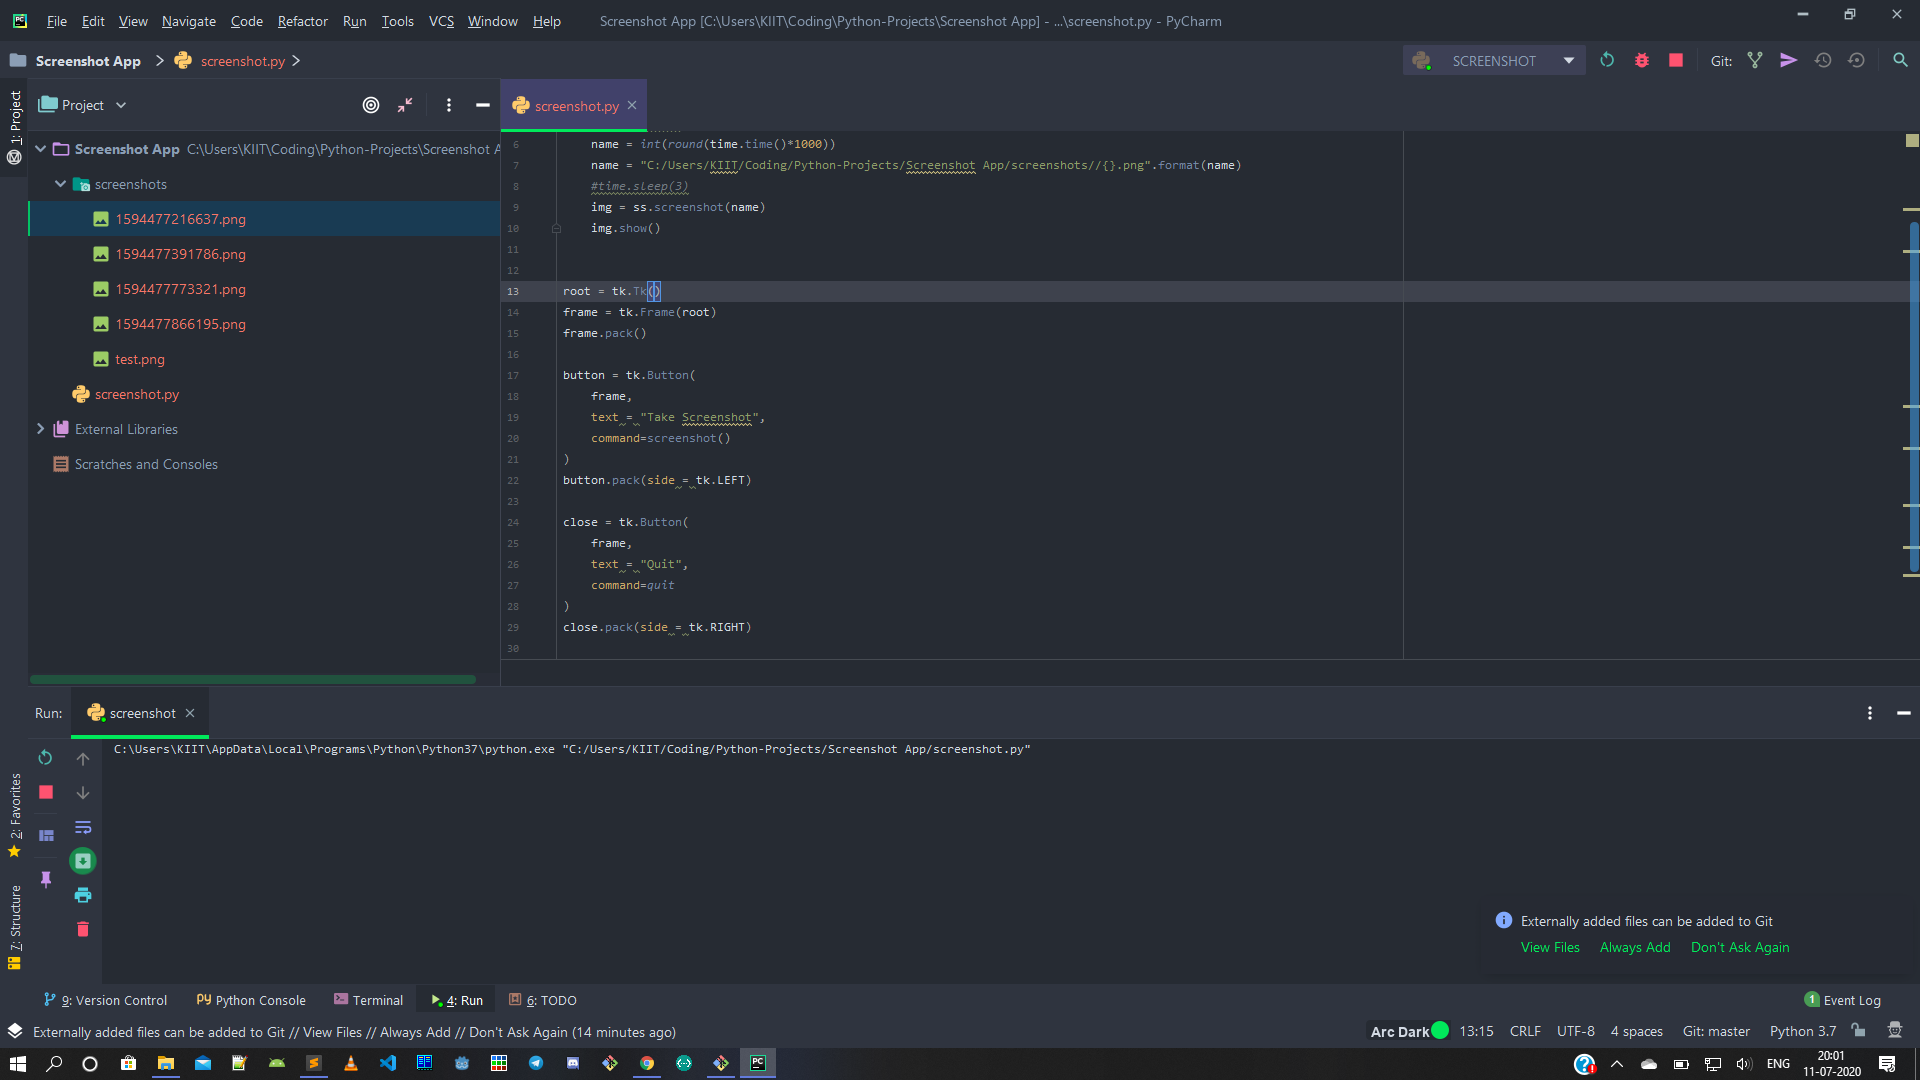 File Edit View Navigate Code Refactor Run Tools VCS Window Help Screenshot App [C:\Users\KIIT\Coding\Python-Projects\Screenshot App] - ...\screenshot.py - PyCharm
Screenshot App screenshot.py SCREENSHOT Git:
1: Project
Project
screenshot.py
Screenshot App C:\Users\KIIT\Coding\Python-Projects\Screenshot A
screenshots
1594477216637.png
1594477391786.png
1594477773321.png
1594477866195.png
test.png
screenshot.py
External Libraries
Scratches and Consoles
6 name = int(round(time.time()*1000))
7 name = "C:/Users/KIIT/Coding/Python-Projects/Screenshot App/screenshots//{}.png".format(name)
8 #time.sleep(3)
9 img = ss.screenshot(name)
10 img.show()
11
12
13 root = tk.Tk()
14 frame = tk.Frame(root)
15 frame.pack()
16
17 button = tk.Button(
18 frame,
19 text = "Take Screenshot",
20 command=screenshot()
21 )
22 button.pack(side = tk.LEFT)
23
24 close = tk.Button(
25 frame,
26 text = "Quit",
27 command=quit
28 )
29 close.pack(side = tk.RIGHT)
30
Run: screenshot
C:\Users\KIIT\AppData\Local\Programs\Python\Python37\python.exe "C:/Users/KIIT/Coding/Python-Projects/Screenshot App/screenshot.py"
2: Favorites
7: Structure
Externally added files can be added to Git
View Files Always Add Don't Ask Again
9: Version Control Python Console Terminal 4: Run 6: TODO 1 Event Log
Externally added files can be added to Git // View Files // Always Add // Don't Ask Again (14 minutes ago) Arc Dark 13:15 CRLF UTF-8 4 spaces Git: master Python 3.7
ENG
20:01
11-07-2020